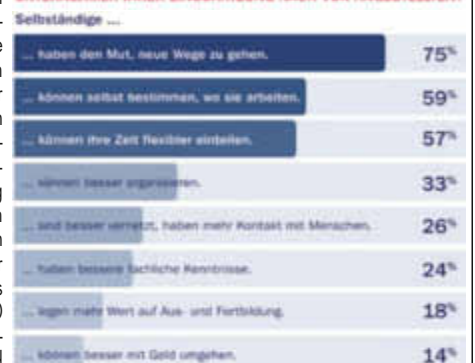 Selbständige ...
... haben den Mut, neue Wege zu gehen. 75%
... können selbst bestimmen, wo sie arbeiten. 59%
... können ihre Zeit flexibler einteilen. 57%
... können besser organisieren. 33%
... sind besser vernetzt, haben mehr Kontakt mit Menschen. 26%
... haben bessere fachliche Kenntnisse. 24%
... legen mehr Wert auf Aus- und Fortbildung. 18%
... können besser mit Geld umgehen. 14%